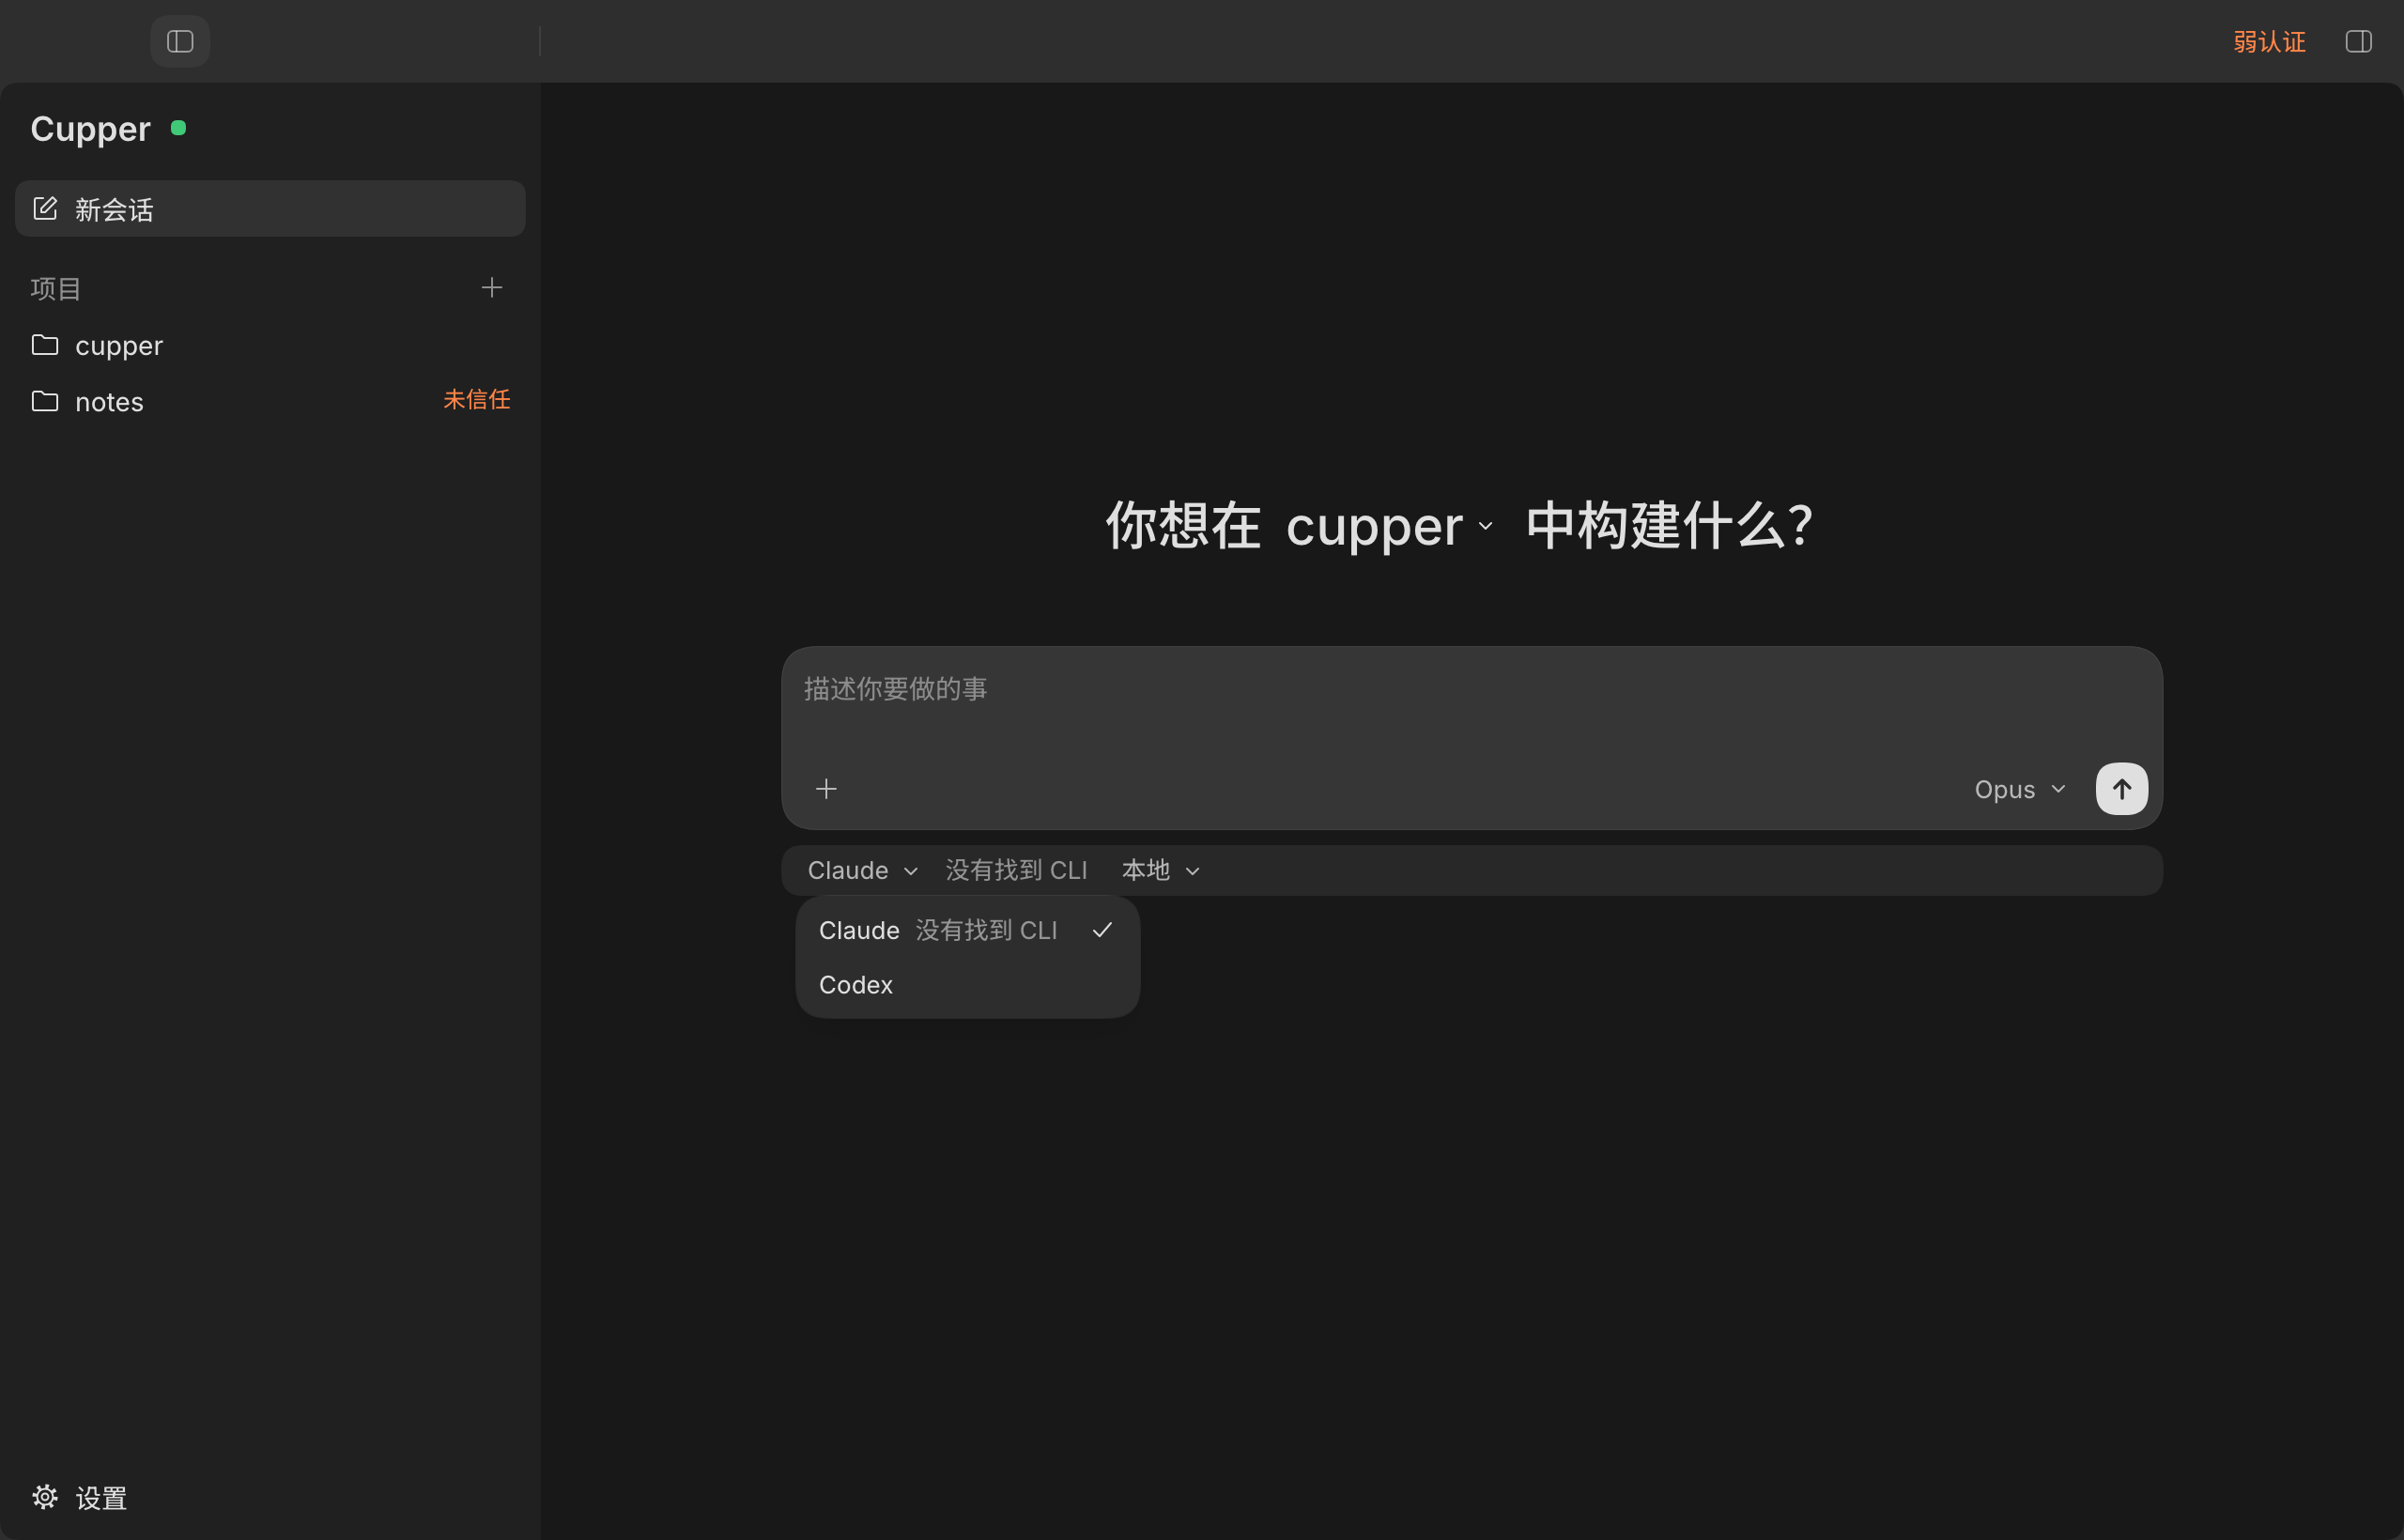 弱认证
Cupper
新会话
项目
cupper
notes 未信任
你想在 cupper 中构建什么？
描述你要做的事
Opus
Claude 没有找到 CLI 本地
Claude 没有找到 CLI
Codex
设置